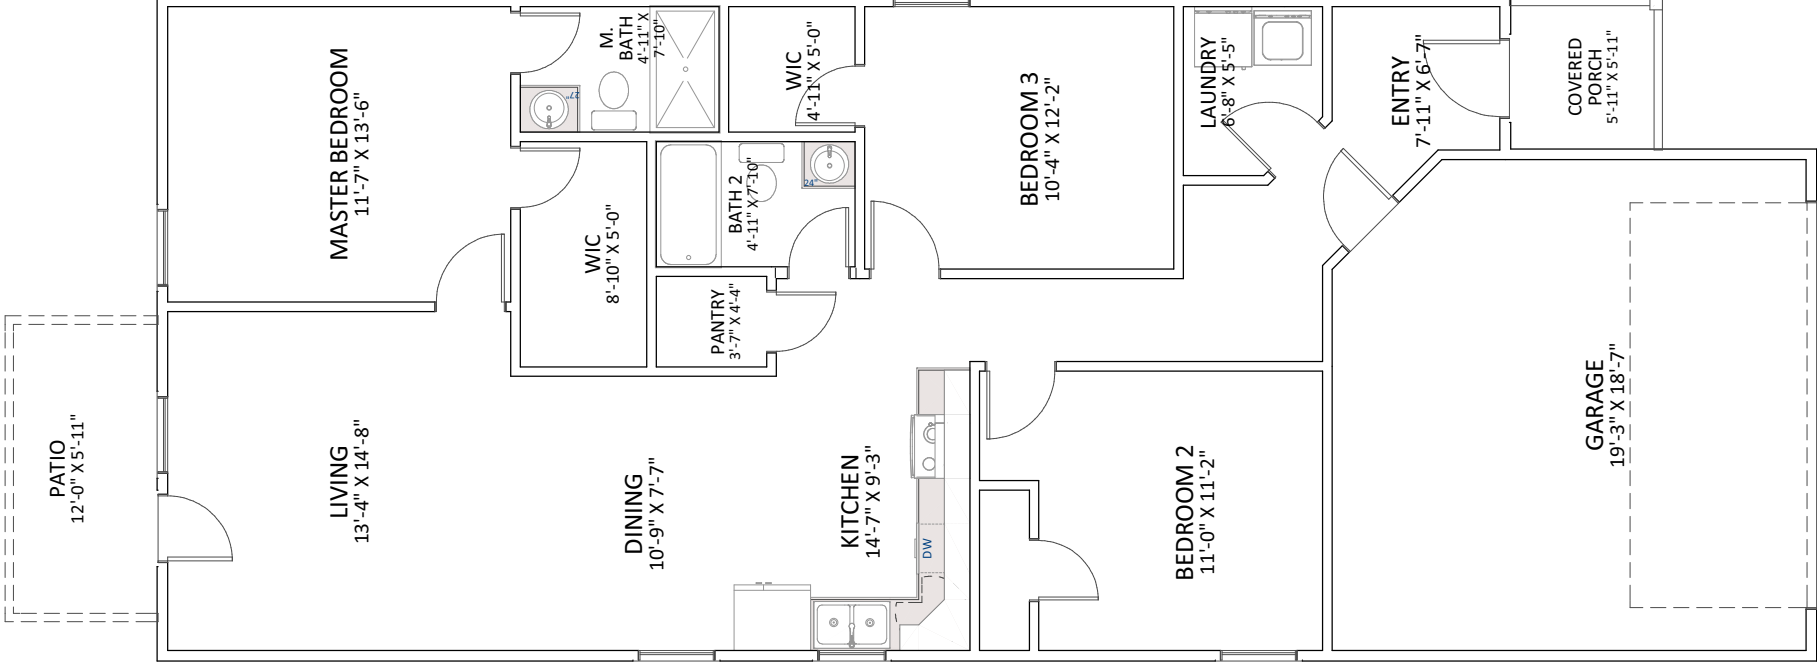 MASTER BEDROOM
11'-7" X 13'-6"
M.
BATH
4'-11" X
7'-10"
27"
WIC
4'-11" X 5'-0"
BEDROOM 3
10'-4" X 12'-2"
LAUNDRY
6'-8" X 5'-5"
ENTRY
7'-11" X 6'-7"
COVERED
PORCH
5'-11" X 5'-11"
WIC
8'-10" X 5'-0"
BATH 2
4'-11" X 7'-10"
24"
PANTRY
3'-7" X 4'-4"
PATIO
12'-0" X 5'-11"
LIVING
13'-4" X 14'-8"
DINING
10'-9" X 7'-7"
KITCHEN
14'-7" X 9'-3"
DW
BEDROOM 2
11'-0" X 11'-2"
GARAGE
19'-3" X 18'-7"